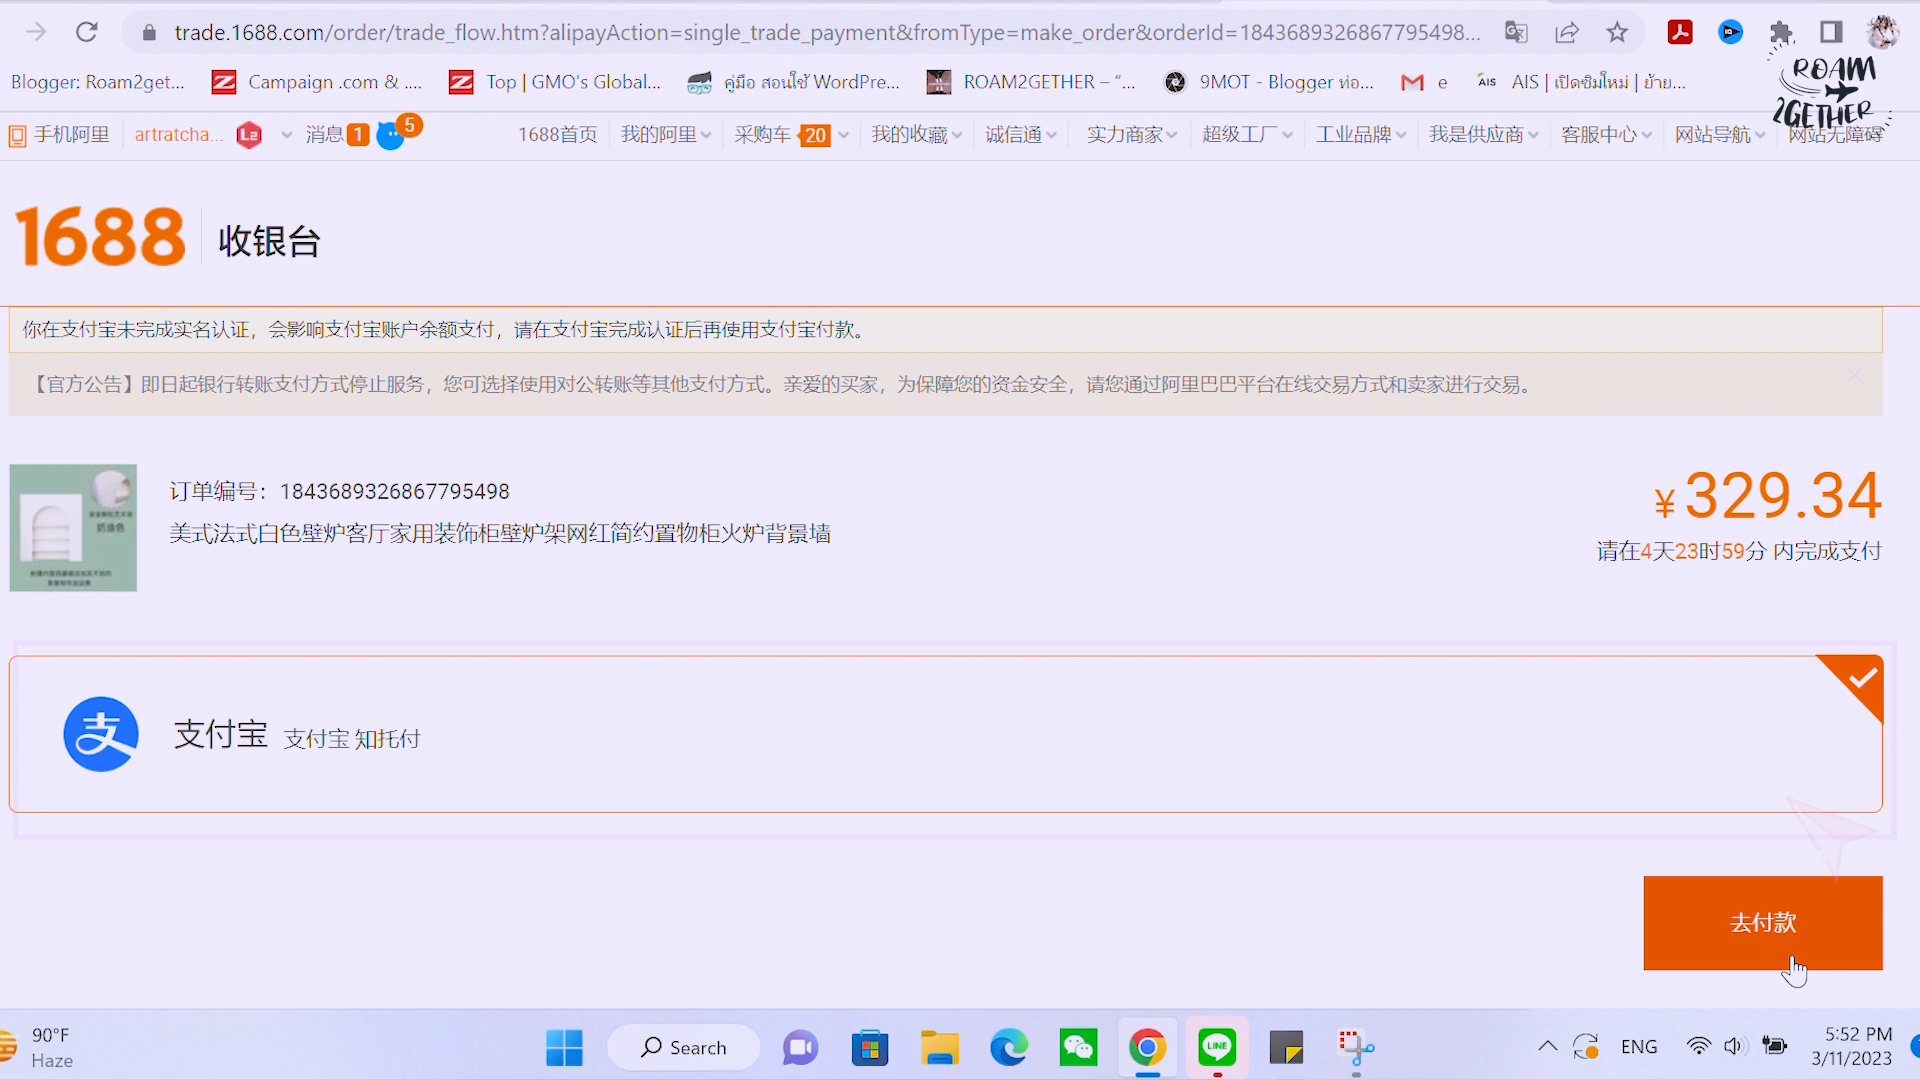 trade.1688.com/order/trade_flow.htm?alipayAction=single_trade_payment&fromType=make_order&orderId=1843689326867795498...
Blogger: Roam2get... Campaign .com & .... Top | GMO's Global... คู่มือ สอนใช้ WordPre... ROAM2GETHER – “... 9MOT - Blogger ท่อ... e AIS AIS | เปิดซิมใหม่ | ย้าย...
ROAM
2GETHER
手机阿里 artratcha... 消息 1 5 1688首页 我的阿里 采购车 20 我的收藏 诚信通 实力商家 超级工厂 工业品牌 我是供应商 客服中心 网站导航 网站无障碍
1688 收银台
你在支付宝未完成实名认证，会影响支付宝账户余额支付，请在支付宝完成认证后再使用支付宝付款。
【官方公告】即日起银行转账支付方式停止服务，您可选择使用对公转账等其他支付方式。亲爱的买家，为保障您的资金安全，请您通过阿里巴巴平台在线交易方式和卖家进行交易。
奶油色
订单编号：1843689326867795498
美式法式白色壁炉客厅家用装饰柜壁炉架网红简约置物柜火炉背景墙
¥329.34
请在4天23时59分 内完成支付
支 支付宝 支付宝 知托付
去付款
90°F
Haze
Search
LINE
ENG
5:52 PM
3/11/2023